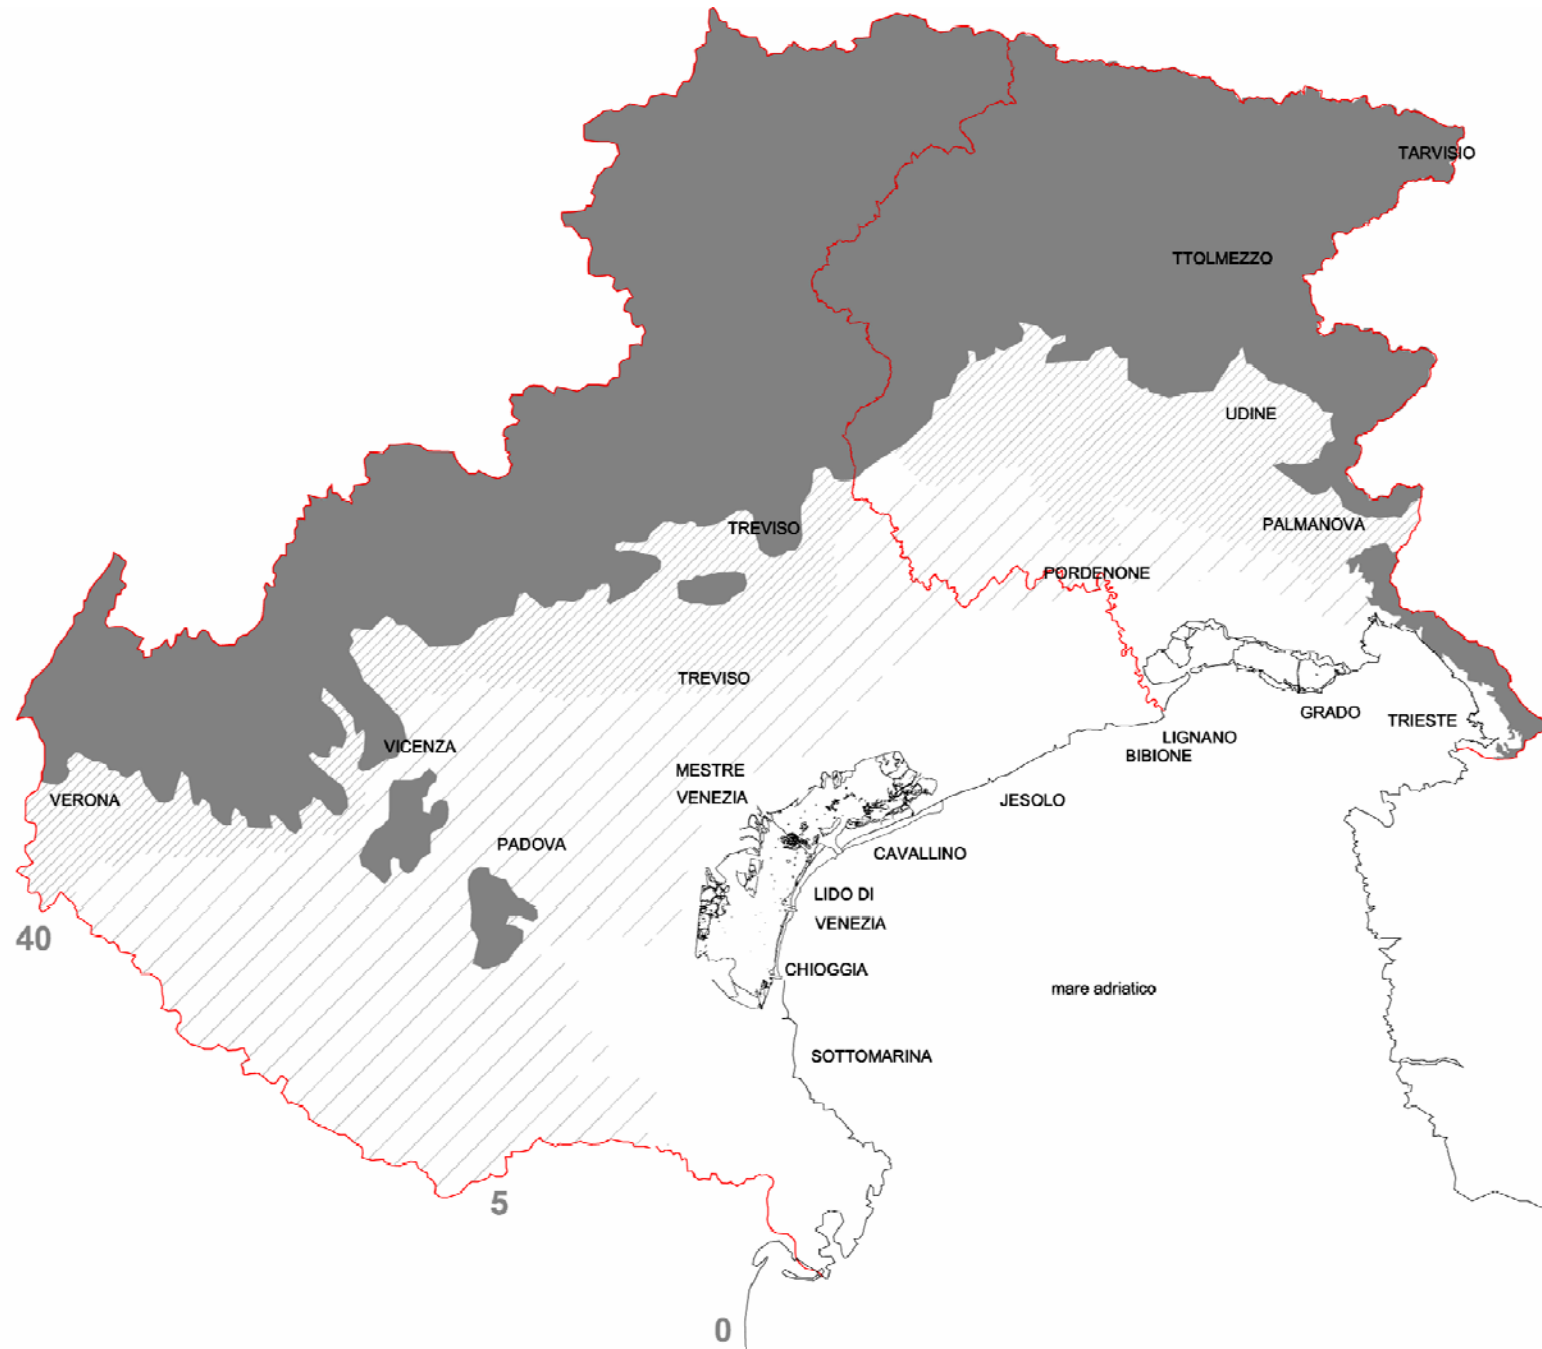 TARVISIO
TTOLMEZZO
UDINE
TREVISO
PALMANOVA
PORDENONE
TREVISO
GRADO
TRIESTE
LIGNANO
BIBIONE
VICENZA
MESTRE
VENEZIA
VERONA
JESOLO
PADOVA
CAVALLINO
LIDO DI
VENEZIA
40
CHIOGGIA
mare adriatico
SOTTOMARINA
5
0